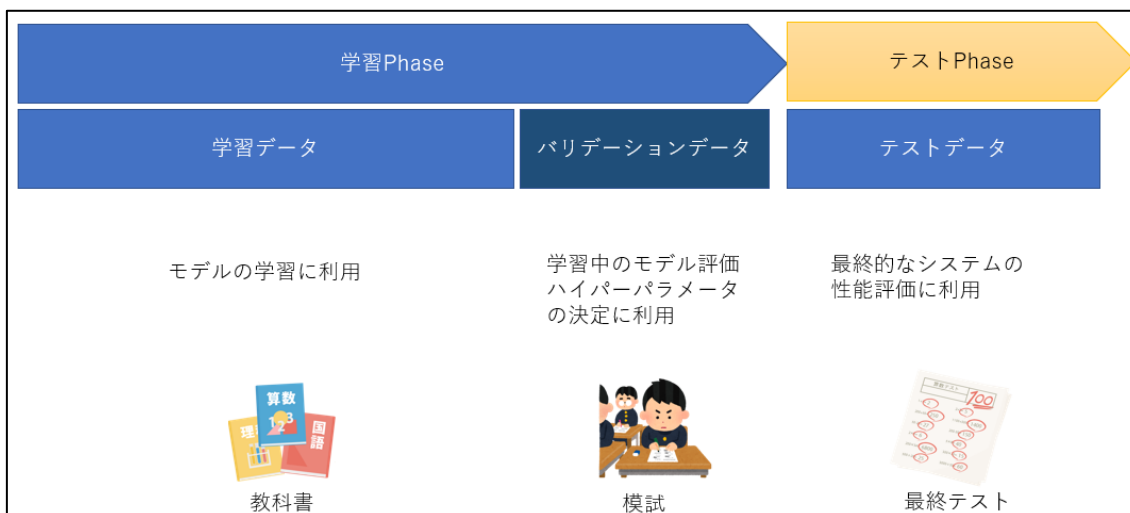 学習Phase
テストPhase
学習データ
バリデーションデータ
テストデータ
モデルの学習に利用
学習中のモデル評価
ハイパーパラメータ
の決定に利用
最終的なシステムの
性能評価に利用
算数
国語
100
教科書
模試
最終テスト